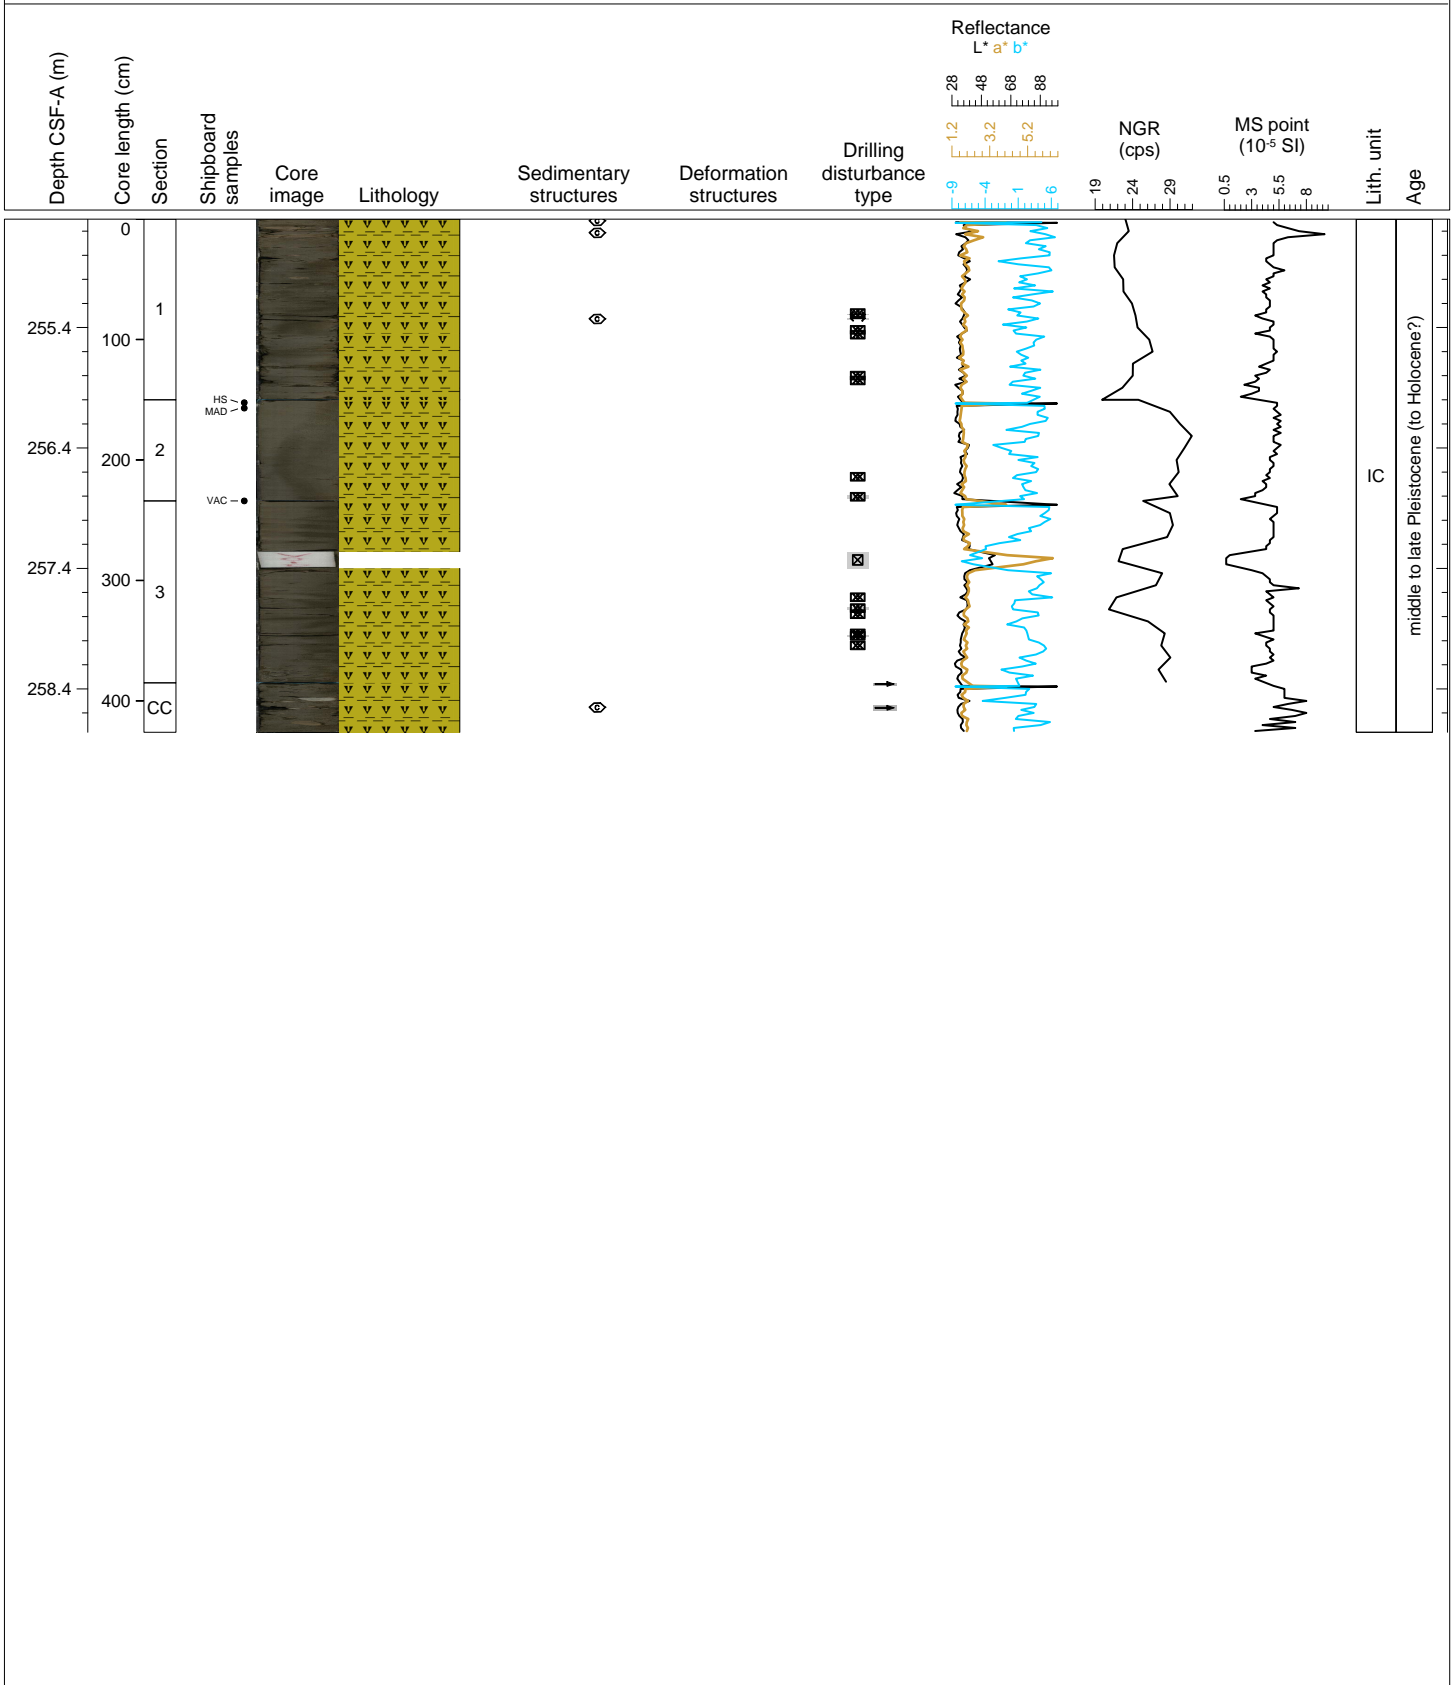 Depth CSF-A (m)
Core length (cm)
Section
Shipboard
samples
Core
image
Lithology
Sedimentary
structures
Deformation
structures
Drilling
disturbance
type
Reflectance
L* a* b*
28 48 68 88
1.2 3.2 5.2
-9 -4 1 6
NGR
(cps)
19 24 29
MS point
(10-5 SI)
0.5 3 5.5 8
Lith. unit
Age
0
1
255.4
100
HS
MAD
256.4
200
2
VAC
257.4
300
3
258.4
400
CC
c
c
c
c
IC
middle to late Pleistocene (to Holocene?)